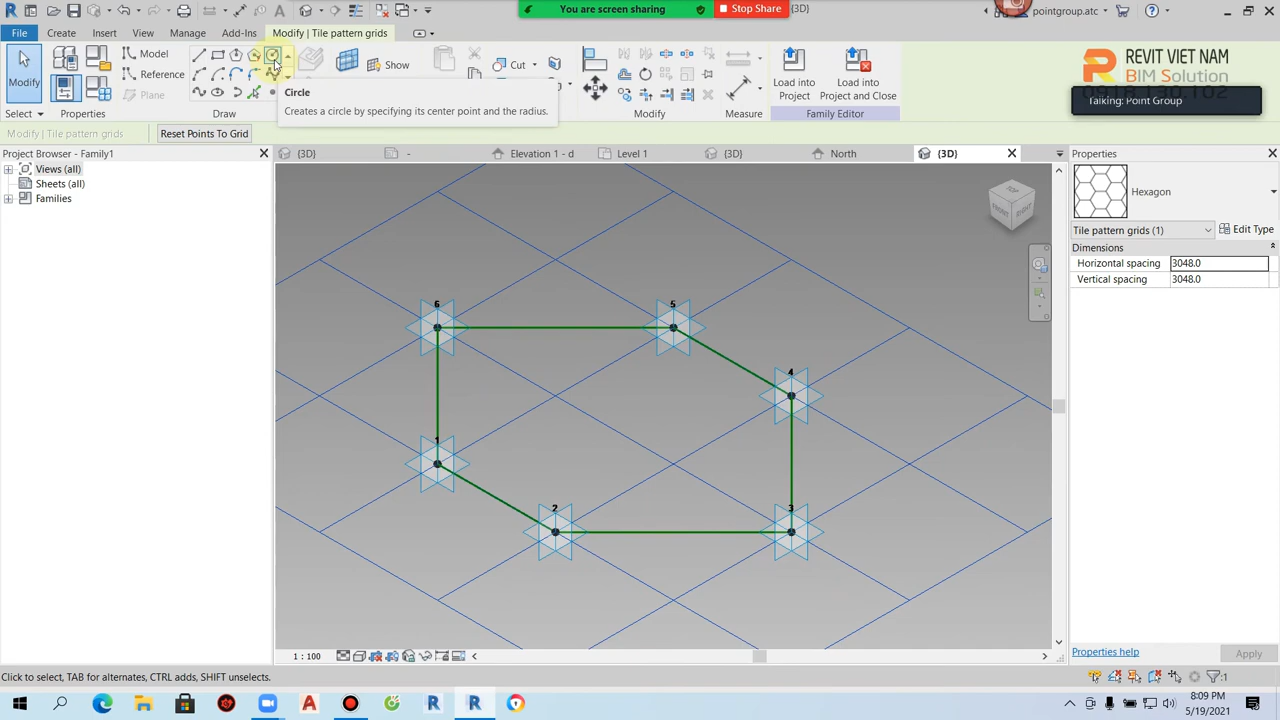 You are screen sharing
Stop Share
{3D}
pointgroup.atc
File
Create
Insert
View
Manage
Add-Ins
Modify | Tile pattern grids
Modify
Select
Properties
Model
Reference
Plane
Draw
Show
Cut
Modify
Measure
Load into
Project
Load into
Project and Close
Family Editor
REVIT VIET NAM
BIM Solution
Talking: Point Group
Circle
Creates a circle by specifying its center point and the radius.
Modify | Tile pattern grids
Reset Points To Grid
Project Browser - Family1
Views (all)
Sheets (all)
Families
{3D}
-
Elevation 1 - d
Level 1
{3D}
North
{3D}
TOP
FRONT
RIGHT
6
5
4
1
2
3
Properties
Hexagon
Tile pattern grids (1)
Edit Type
Dimensions
Horizontal spacing
3048.0
Vertical spacing
3048.0
Properties help
Apply
1 : 100
Click to select, TAB for alternates, CTRL adds, SHIFT unselects.
:1
8:09 PM
5/19/2021